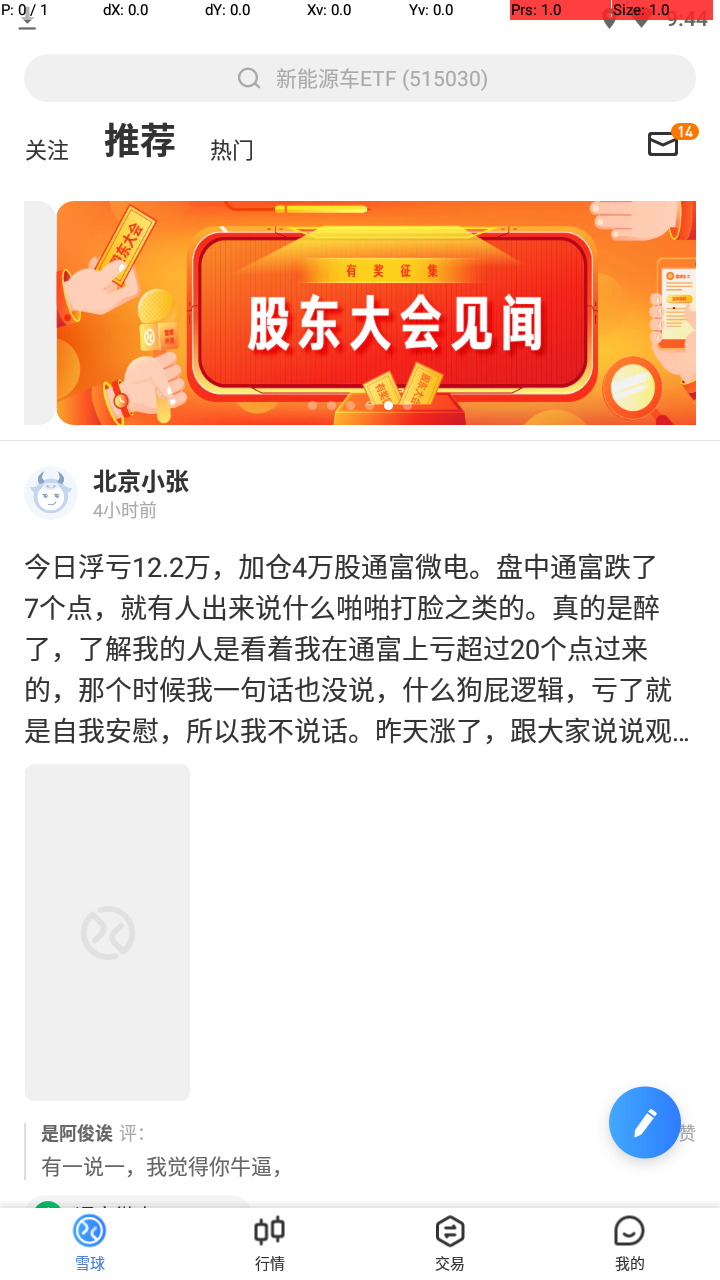 P: 0 / 1 dX: 0.0 dY: 0.0 Xv: 0.0 Yv: 0.0 Prs: 1.0 Size: 1.0
9:44
新能源车ETF (515030)
关注 推荐 热门 14
股东大会
有奖征集
股东大会见闻
北京小张
4小时前
今日浮亏12.2万，加仓4万股通富微电。盘中通富跌了
7个点，就有人出来说什么啪啪打脸之类的。真的是醉
了，了解我的人是看着我在通富上亏超过20个点过来
的，那个时候我一句话也没说，什么狗屁逻辑，亏了就
是自我安慰，所以我不说话。昨天涨了，跟大家说说观...
是阿俊诶 评： 赞
有一说一，我觉得你牛逼，
雪球 行情 交易 我的